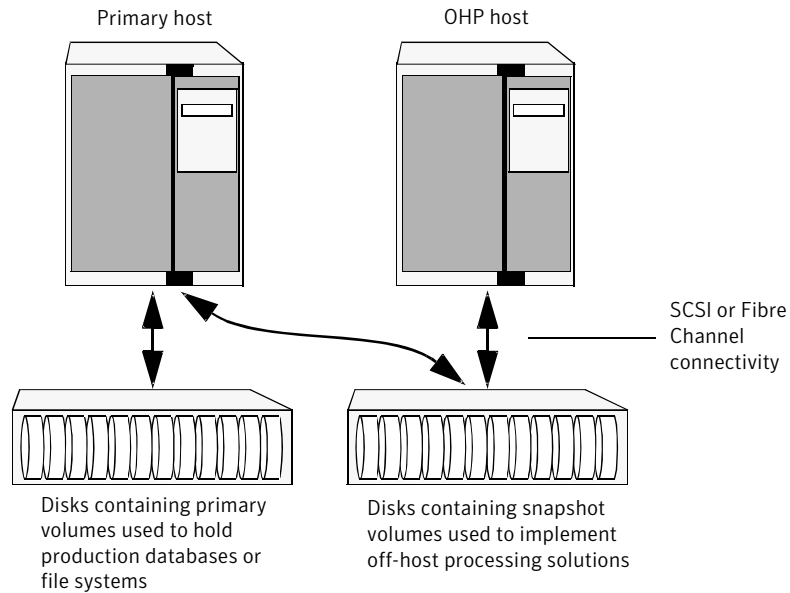 Primary host
OHP host
SCSI or Fibre
Channel
connectivity
Disks containing primary
volumes used to hold
production databases or
file systems
Disks containing snapshot
volumes used to implement
off-host processing solutions